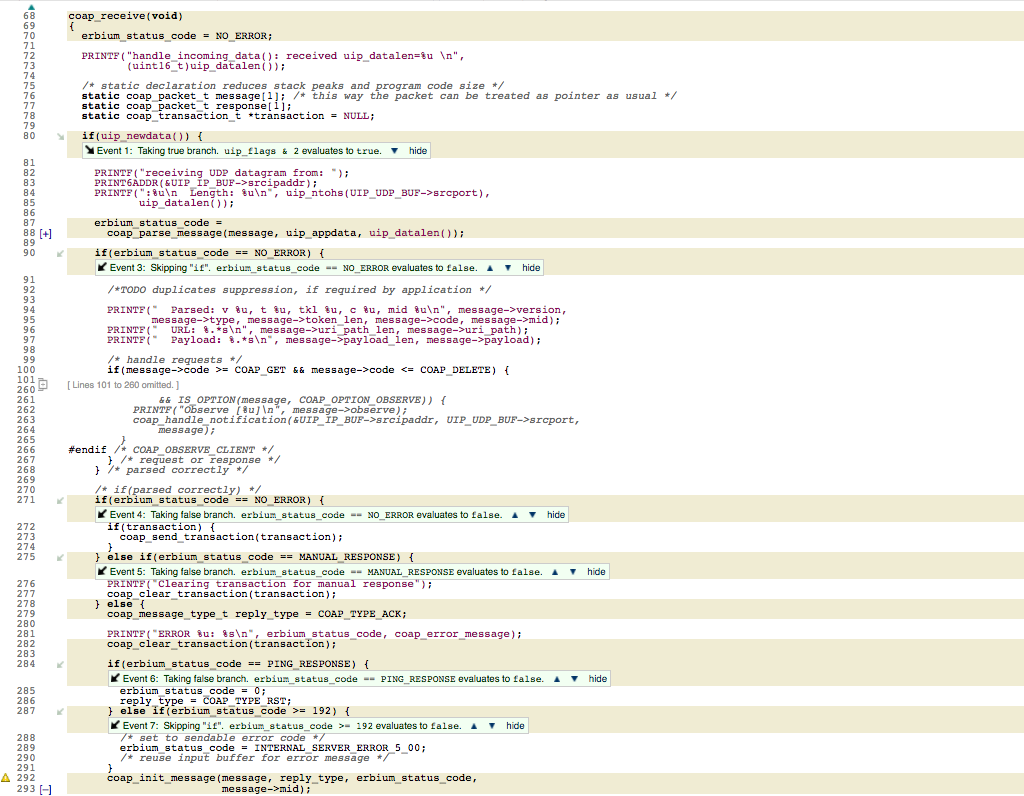 68 coap_receive(void)
69 {
70 erbium_status_code = NO_ERROR;
71
72 PRINTF("handle_incoming_data(): received uip_datalen=%u \n",
73 (uint16_t)uip_datalen());
74
75 /* static declaration reduces stack peaks and program code size */
76 static coap_packet_t message[1]; /* this way the packet can be treated as pointer as usual */
77 static coap_packet_t response[1];
78 static coap_transaction_t *transaction = NULL;
79
80 if(uip_newdata()) {
Event 1: Taking true branch. uip_flags & 2 evaluates to true. ▼ hide
81
82 PRINTF("receiving UDP datagram from: ");
83 PRINT6ADDR(&UIP_IP_BUF->srcipaddr);
84 PRINTF(":%u\n Length: %u\n", uip_ntohs(UIP_UDP_BUF->srcport),
85 uip_datalen());
86
87 erbium_status_code =
88 [+] coap_parse_message(message, uip_appdata, uip_datalen());
89
90 if(erbium_status_code == NO_ERROR) {
Event 3: Skipping "if". erbium_status_code == NO_ERROR evaluates to false. ▲ ▼ hide
91
92 /*TODO duplicates suppression, if required by application */
93
94 PRINTF(" Parsed: v %u, t %u, tkl %u, c %u, mid %u\n", message->version,
95 message->type, message->token_len, message->code, message->mid);
96 PRINTF(" URL: %.*s\n", message->uri_path_len, message->uri_path);
97 PRINTF(" Payload: %.*s\n", message->payload_len, message->payload);
98
99 /* handle requests */
100 if(message->code >= COAP_GET && message->code <= COAP_DELETE) {
101
260 [ Lines 101 to 260 omitted. ]
261 && IS_OPTION(message, COAP_OPTION_OBSERVE)) {
262 PRINTF("Observe [%u]\n", message->observe);
263 coap_handle_notification(&UIP_IP_BUF->srcipaddr, UIP_UDP_BUF->srcport,
264 message);
265 }
266 #endif /* COAP_OBSERVE_CLIENT */
267 } /* request or response */
268 } /* parsed correctly */
269
270 /* if(parsed correctly) */
271 if(erbium_status_code == NO_ERROR) {
Event 4: Taking false branch. erbium_status_code == NO_ERROR evaluates to false. ▲ ▼ hide
272 if(transaction) {
273 coap_send_transaction(transaction);
274 }
275 } else if(erbium_status_code == MANUAL_RESPONSE) {
Event 5: Taking false branch. erbium_status_code == MANUAL_RESPONSE evaluates to false. ▲ ▼ hide
276 PRINTF("Clearing transaction for manual response");
277 coap_clear_transaction(transaction);
278 } else {
279 coap_message_type_t reply_type = COAP_TYPE_ACK;
280
281 PRINTF("ERROR %u: %s\n", erbium_status_code, coap_error_message);
282 coap_clear_transaction(transaction);
283
284 if(erbium_status_code == PING_RESPONSE) {
Event 6: Taking false branch. erbium_status_code == PING_RESPONSE evaluates to false. ▲ ▼ hide
285 erbium_status_code = 0;
286 reply_type = COAP_TYPE_RST;
287 } else if(erbium_status_code >= 192) {
Event 7: Skipping "if". erbium_status_code >= 192 evaluates to false. ▲ ▼ hide
288 /* set to sendable error code */
289 erbium_status_code = INTERNAL_SERVER_ERROR_5_00;
290 /* reuse input buffer for error message */
291 }
292 coap_init_message(message, reply_type, erbium_status_code,
293 [–] message->mid);